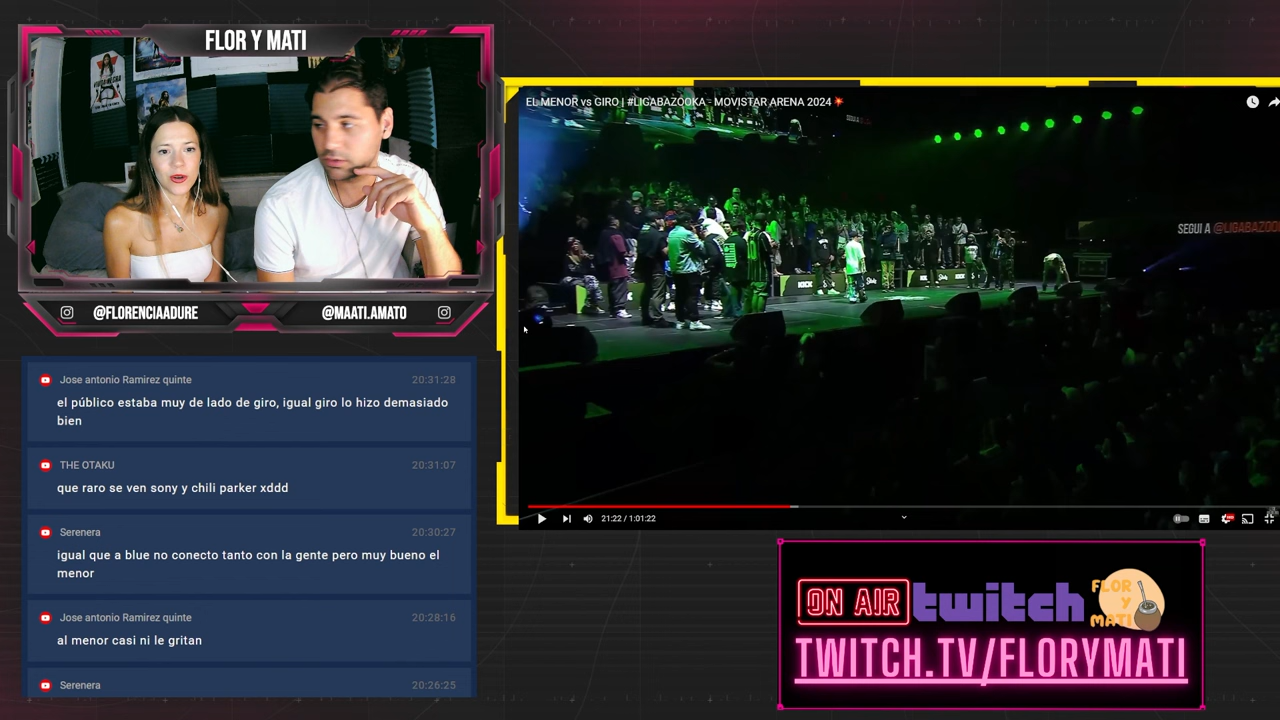 FLOR Y MATI
@FLORENCIAADURE
@MAATI.AMATO
Jose antonio Ramirez quinte
20:31:28
el público estaba muy de lado de giro, igual giro lo hizo demasiado
bien
THE OTAKU
20:31:07
que raro se ven sony y chili parker xddd
Serenera
20:30:27
igual que a blue no conecto tanto con la gente pero muy bueno el
menor
Jose antonio Ramirez quinte
20:28:16
al menor casi ni le gritan
Serenera
20:26:25
EL MENOR vs GIRO | #LIGABAZOOKA - MOVISTAR ARENA 2024
SEGUI A @LIGABAZOO
KICK
KICK
21:22 / 1:01:22
ON AIR
twitch
FLOR
Y
MATI
TWITCH.TV/FLORYMATI